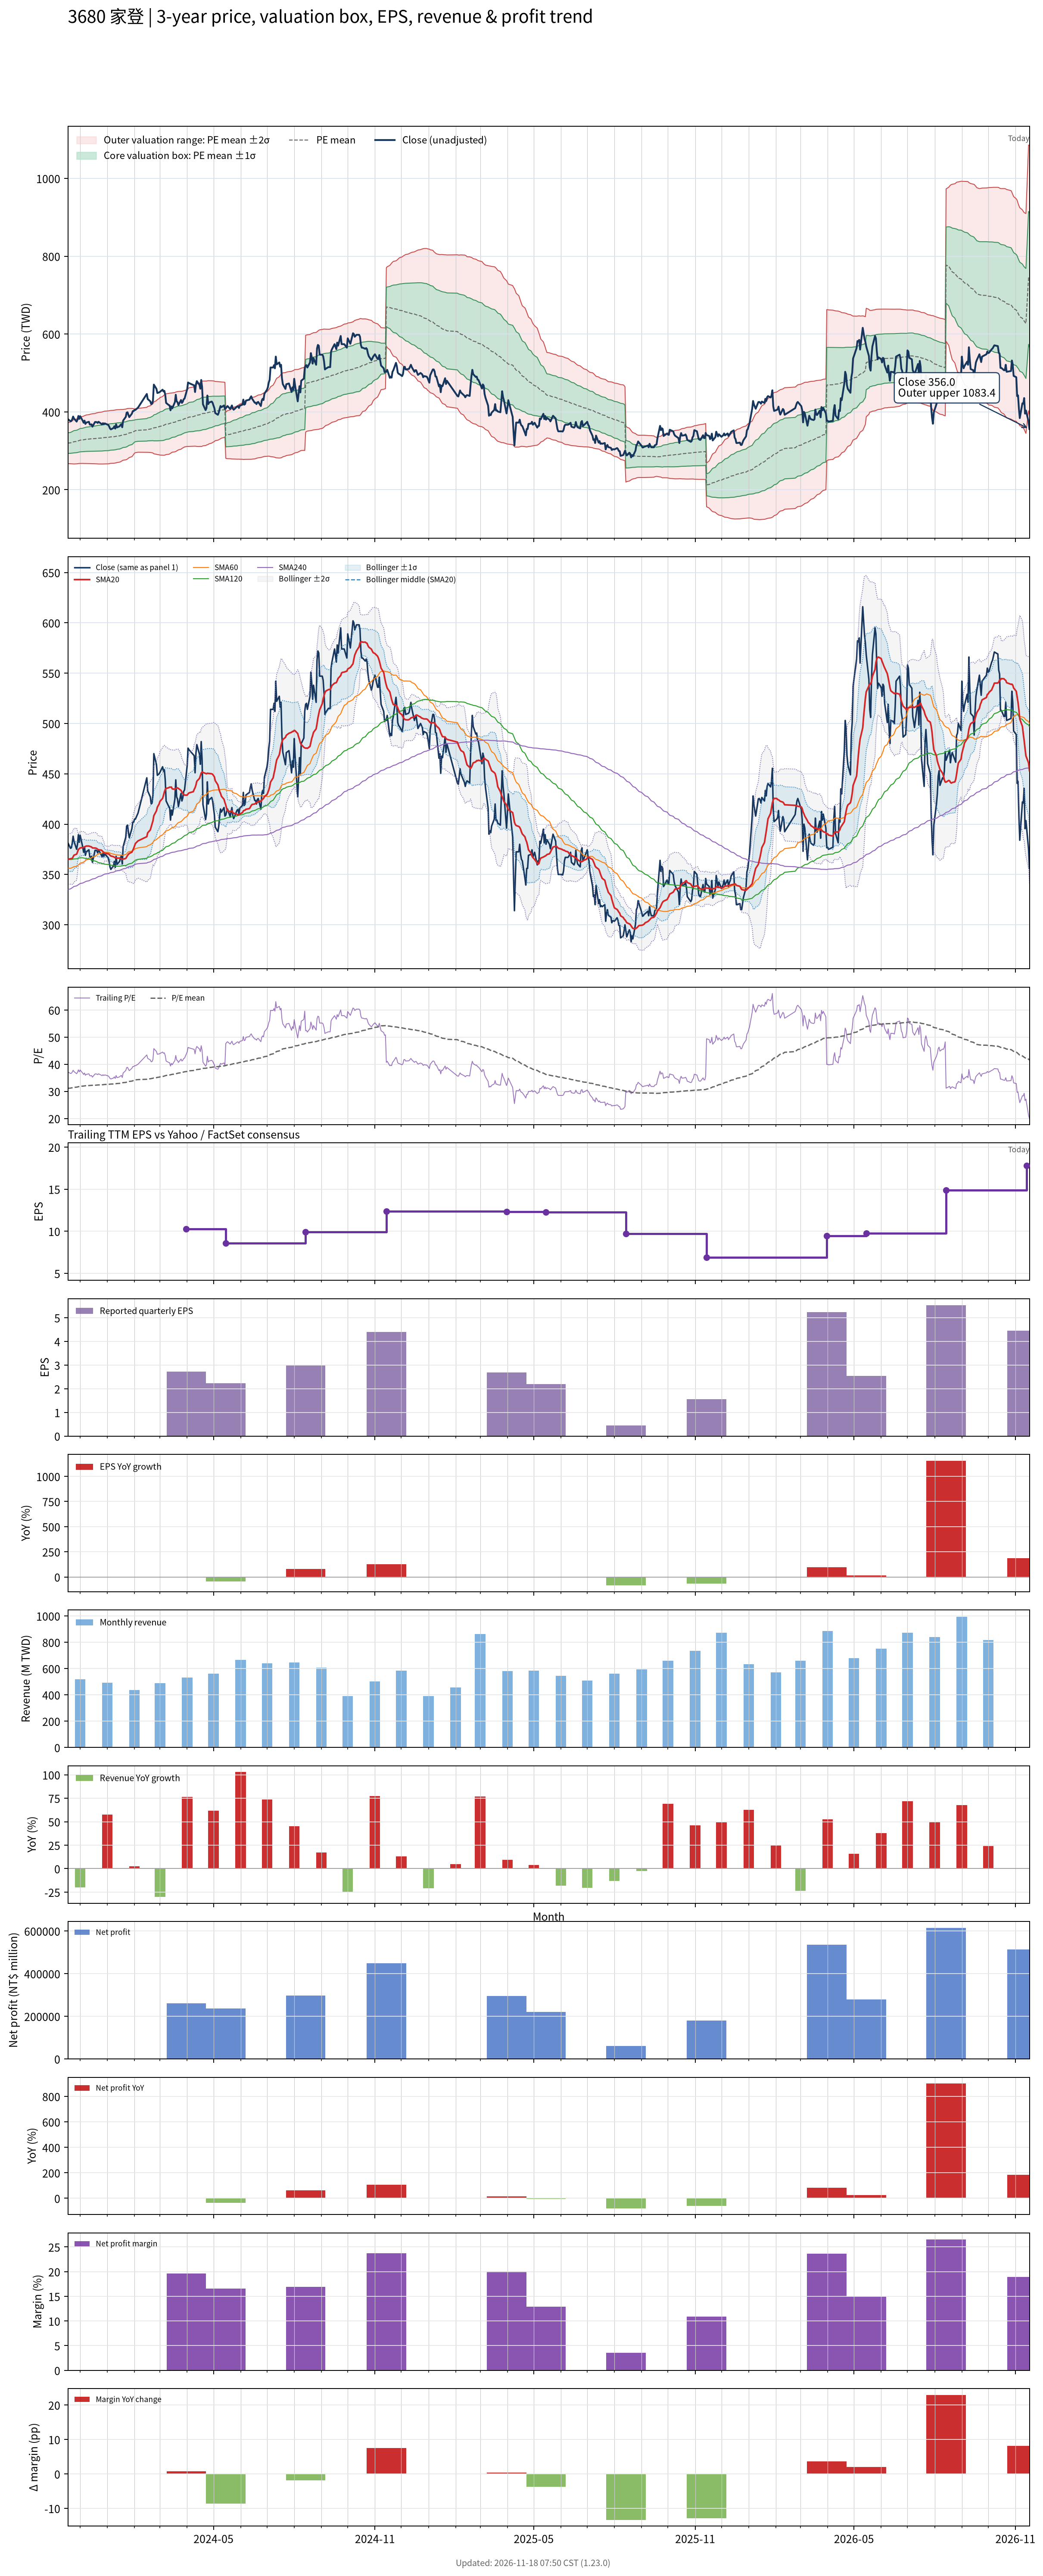 3680 家登 | 3-year price, valuation box, EPS, revenue & profit trend
Outer valuation range: PE mean ±2σ
PE mean
Close (unadjusted)
Core valuation box: PE mean ±1σ
Today
Price (TWD)
1000
800
600
400
200
Close 356.0
Outer upper 1083.4
Close (same as panel 1)
SMA20
SMA60
SMA120
SMA240
Bollinger ±2σ
Bollinger ±1σ
Bollinger middle (SMA20)
Price
650
600
550
500
450
400
350
300
Trailing P/E
P/E mean
P/E
60
50
40
30
20
Trailing TTM EPS vs Yahoo / FactSet consensus
Today
EPS
20
15
10
5
Reported quarterly EPS
EPS
5
4
3
2
1
0
EPS YoY growth
YoY (%)
1000
750
500
250
0
Monthly revenue
Revenue (M TWD)
1000
800
600
400
200
0
Revenue YoY growth
YoY (%)
100
75
50
25
0
-25
Month
Net profit
Net profit (NT$ million)
600000
400000
200000
0
Net profit YoY
YoY (%)
800
600
400
200
0
Net profit margin
Margin (%)
25
20
15
10
5
0
Margin YoY change
Δ margin (pp)
20
10
0
-10
2024-05
2024-11
2025-05
2025-11
2026-05
2026-11
Updated: 2026-11-18 07:50 CST (1.23.0)